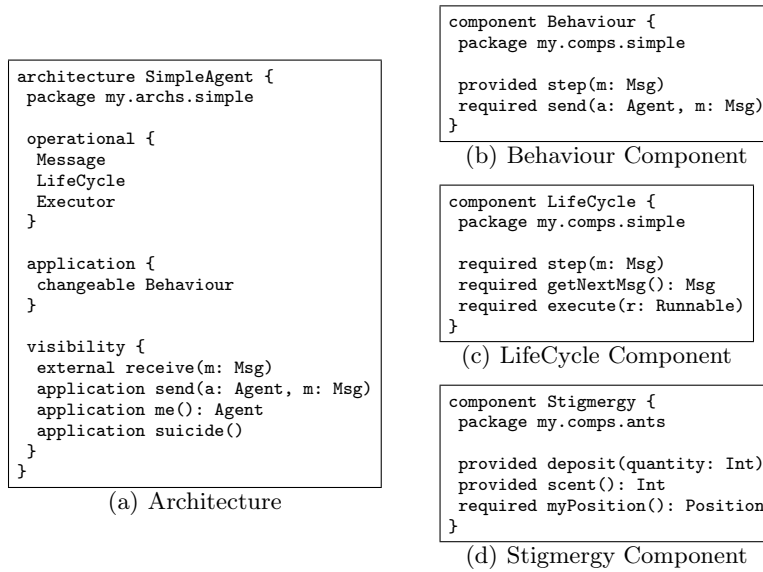 architecture SimpleAgent {
package my.archs.simple
operational {
Message
LifeCycle
Executor
}
application {
changeable Behaviour
}
visibility {
external receive(m: Msg)
application send(a: Agent, m: Msg)
application me(): Agent
application suicide()
}
}
(a) Architecture
component Behaviour {
package my.comps.simple
provided step(m: Msg)
required send(a: Agent, m: Msg)
}
(b) Behaviour Component
component LifeCycle {
package my.comps.simple
required step(m: Msg)
required getNextMsg(): Msg
required execute(r: Runnable)
}
(c) LifeCycle Component
component Stigmergy {
package my.comps.ants
provided deposit(quantity: Int)
provided scent(): Int
required myPosition(): Position
}
(d) Stigmergy Component